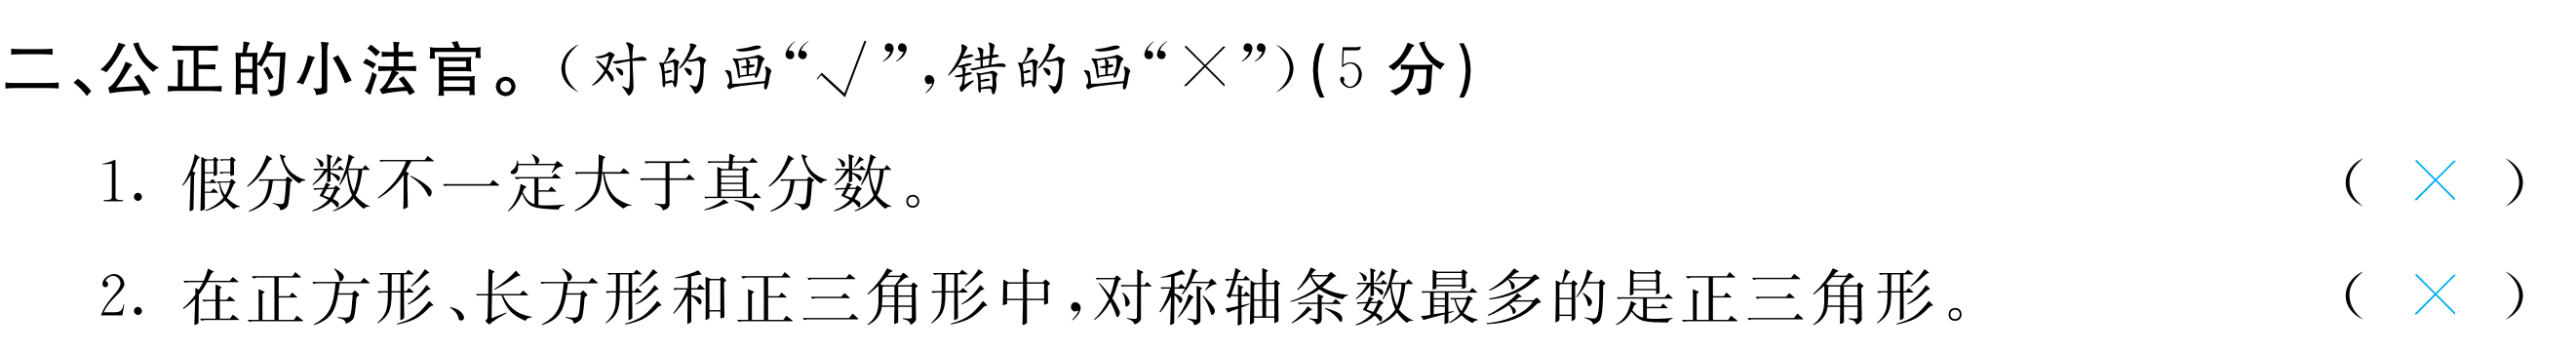 二、公正的小法官。(对的画“√”,错的画“×”)(5 分)
1. 假分数不一定大于真分数。 ( × )
2. 在正方形、长方形和正三角形中,对称轴条数最多的是正三角形。 ( × )